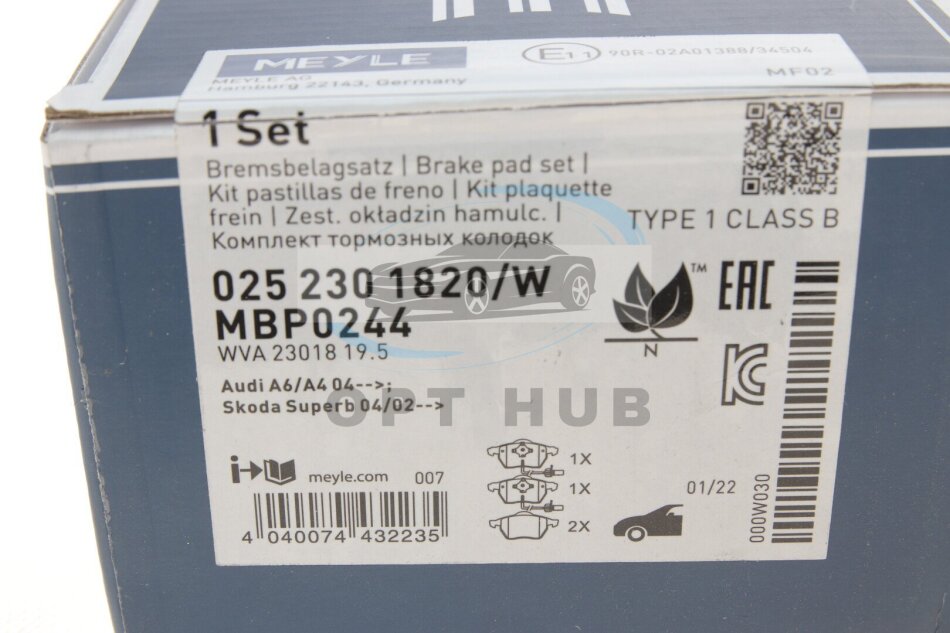 MEYLE
MEYLE AG
Hamburg 22143, Germany
E11
90R-02A01388/34504
MF02
1 Set
Bremsbelagsatz | Brake pad set |
Kit pastillas de freno | Kit plaquette
frein | Zest. okładzin hamulc. |
Комплект тормозных колодок
TYPE 1 CLASS B
025 230 1820/W
MBP0244
WVA 23018 19.5
TM
N
EAC
KC
Audi A6/A4 04-->;
Skoda Superb 04/02-->
OPT HUB
i
meyle.com
007
1X
1X
2X
01/22
000W030
4 040074 432235